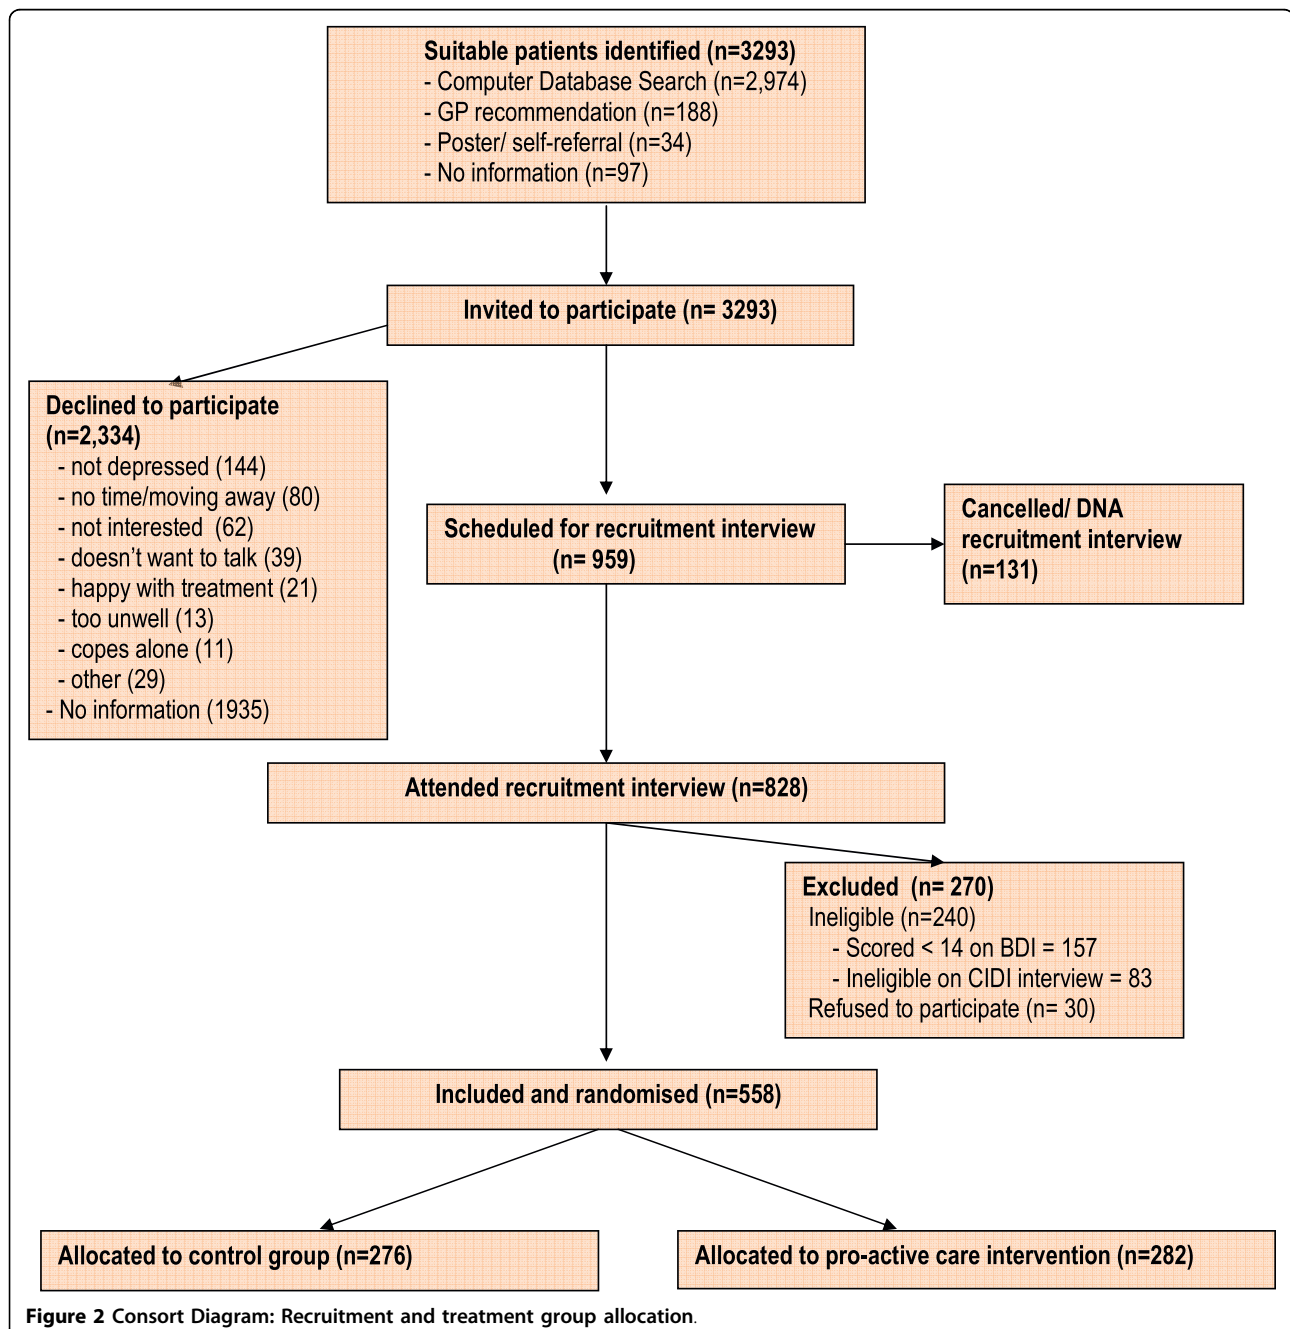 Suitable patients identified (n=3293)
- Computer Database Search (n=2,974)
- GP recommendation (n=188)
- Poster/ self-referral (n=34)
- No information (n=97)
Invited to participate (n= 3293)
Declined to participate
(n=2,334)
- not depressed (144)
- no time/moving away (80)
- not interested (62)
- doesn't want to talk (39)
- happy with treatment (21)
- too unwell (13)
- copes alone (11)
- other (29)
- No information (1935)
Scheduled for recruitment interview
(n= 959)
Cancelled/ DNA
recruitment interview
(n=131)
Attended recruitment interview (n=828)
Excluded (n= 270)
Ineligible (n=240)
- Scored < 14 on BDI = 157
- Ineligible on CIDI interview = 83
Refused to participate (n= 30)
Included and randomised (n=558)
Allocated to control group (n=276)
Allocated to pro-active care intervention (n=282)
Figure 2 Consort Diagram: Recruitment and treatment group allocation.